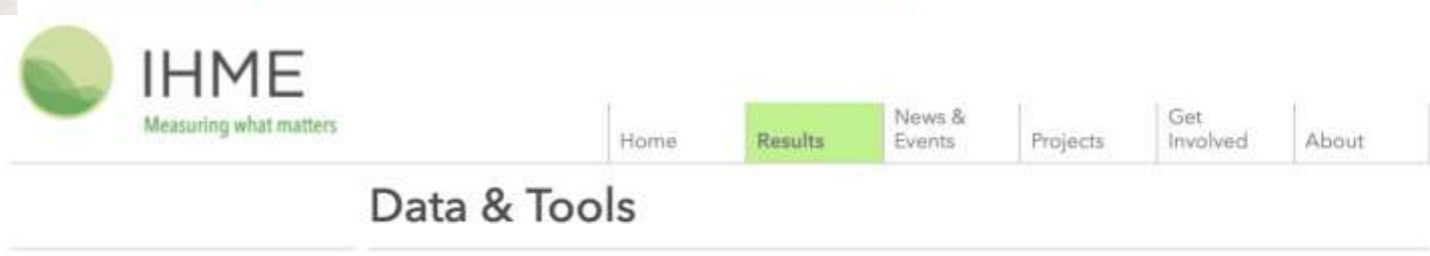 IHME
Measuring what matters
Home
Results
News &
Events
Projects
Get
Involved
About
Data & Tools